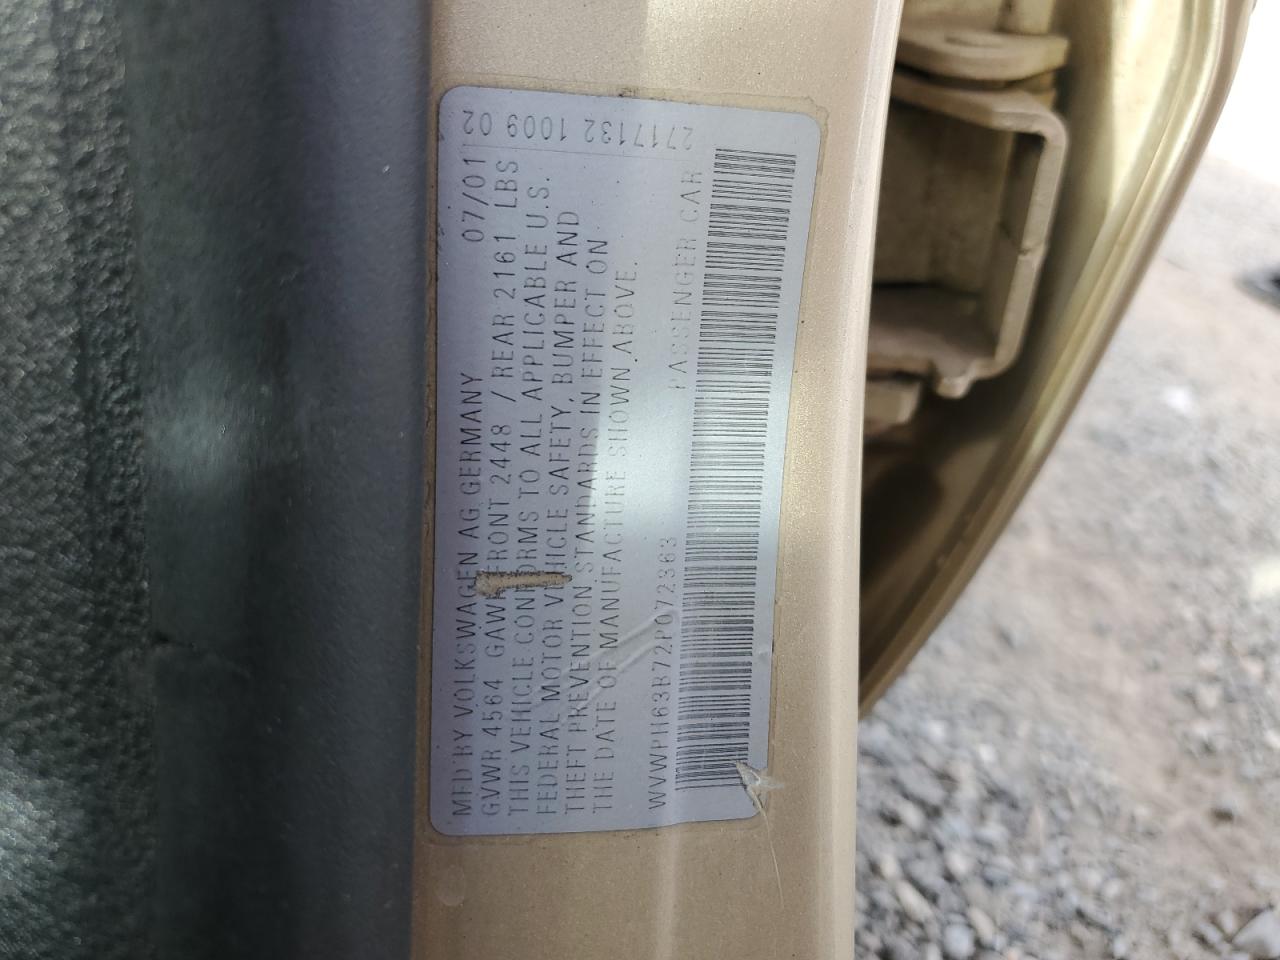 MFD BY VOLKSWAGEN AG GERMANY 07/01
GVWR 4564 GAWR FRONT 2448 / REAR 2161 LBS
THIS VEHICLE CONFORMS TO ALL APPLICABLE U.S.
FEDERAL MOTOR VEHICLE SAFETY, BUMPER AND
THEFT PREVENTION STANDARDS IN EFFECT ON
THE DATE OF MANUFACTURE SHOWN ABOVE.
WVWPH63B72P072363 PASSENGER CAR
2717132 1009 02